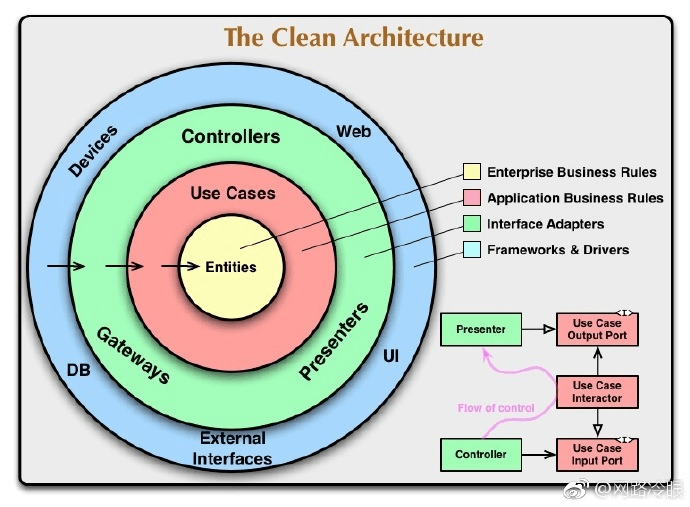 The Clean Architecture
Devices
Web
Controllers
Use Cases
Entities
Gateways
Presenters
DB
UI
External
Interfaces
Enterprise Business Rules
Application Business Rules
Interface Adapters
Frameworks & Drivers
Presenter
<I>
Use Case
Output Port
Use Case
Interactor
Flow of control
Controller
<I>
Use Case
Input Port
@网路冷眼